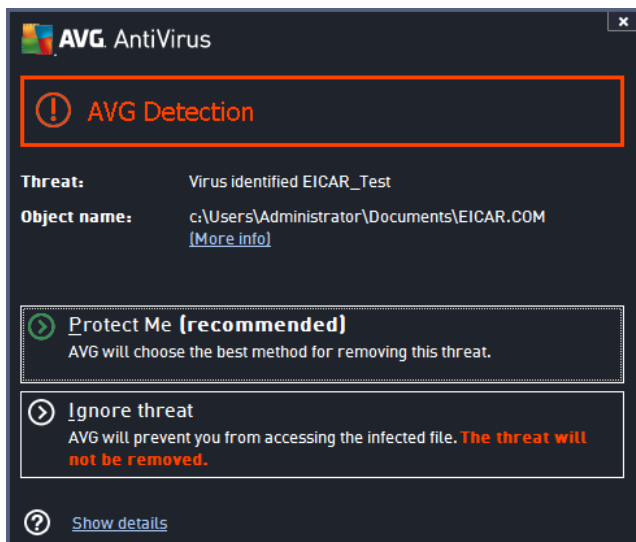 AVG. AntiVirus
x
AVG Detection
Threat: Virus identified EICAR_Test
Object name: c:\Users\Administrator\Documents\EICAR.COM
(More info)
Protect Me (recommended)
AVG will choose the best method for removing this threat.
Ignore threat
AVG will prevent you from accessing the infected file. The threat will
not be removed.
? Show details